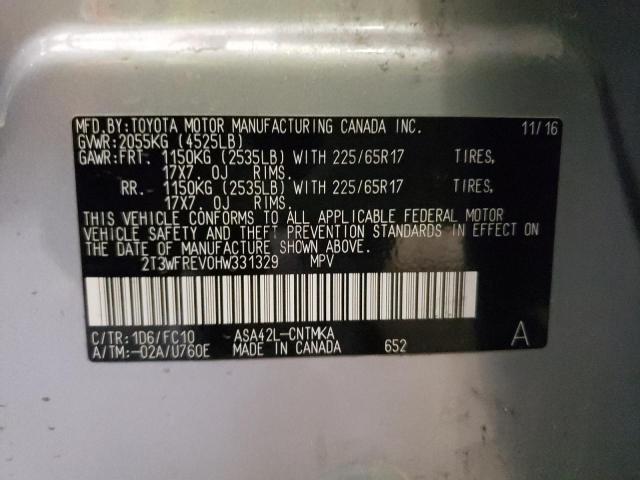 MFD.BY:TOYOTA MOTOR MANUFACTURING CANADA INC. 11/16
GVWR:2055KG (4525LB)
GAWR:FRT. 1150KG (2535LB) WITH 225/65R17 TIRES,
17X7. 0J RIMS.
RR. 1150KG (2535LB) WITH 225/65R17 TIRES,
17X7. 0J RIMS.
THIS VEHICLE CONFORMS TO ALL APPLICABLE FEDERAL MOTOR
VEHICLE SAFETY AND THEFT PREVENTION STANDARDS IN EFFECT ON
THE DATE OF MANUFACTURE SHOWN ABOVE.
2T3WFREV0HW331329 MPV
C/TR:1D6/FC10 ASA42L-CNTMKA
A/TM:-02A/U760E MADE IN CANADA 652 A